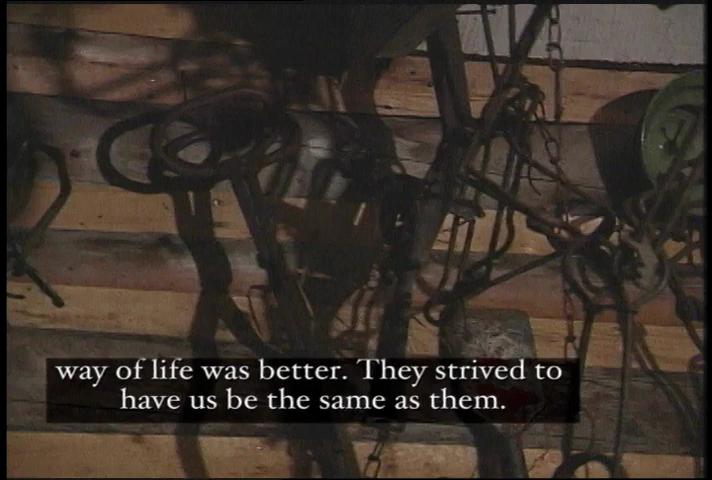 way of life was better. They strived to
have us be the same as them.